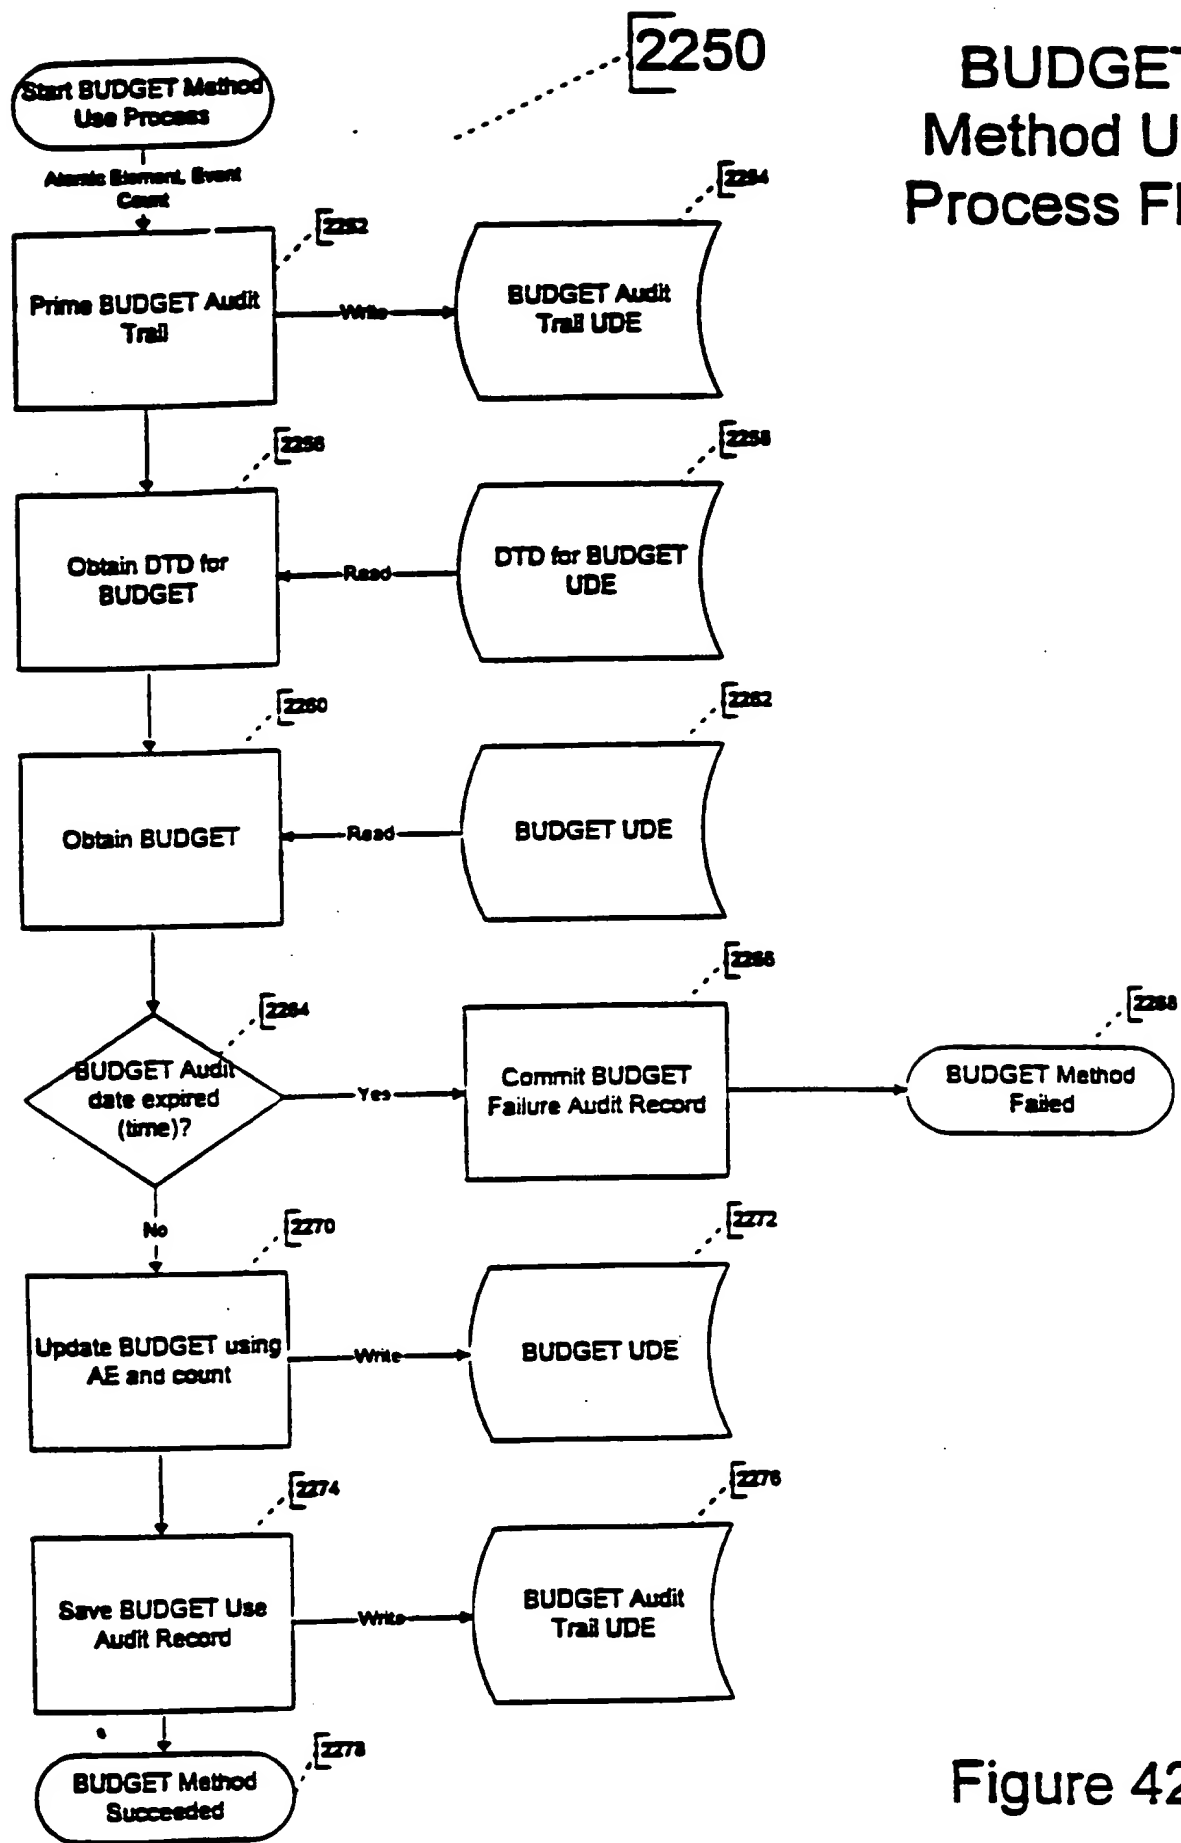 2250
BUDGET
Method U
Process Fl
Start BUDGET Method
Use Process
Atomic Element, Event
Count
2252
2254
Prime BUDGET Audit
Trail
Write
BUDGET Audit
Trail UDE
2256
2258
Obtain DTD for
BUDGET
Read
DTD for BUDGET
UDE
2260
2262
Obtain BUDGET
Read
BUDGET UDE
2264
2266
2268
BUDGET Audit
date expired
(time)?
Yes
Commit BUDGET
Failure Audit Record
BUDGET Method
Failed
No
2270
2272
Update BUDGET using
AE and count
Write
BUDGET UDE
2274
2276
Save BUDGET Use
Audit Record
Write
BUDGET Audit
Trail UDE
2278
BUDGET Method
Succeeded
Figure 42